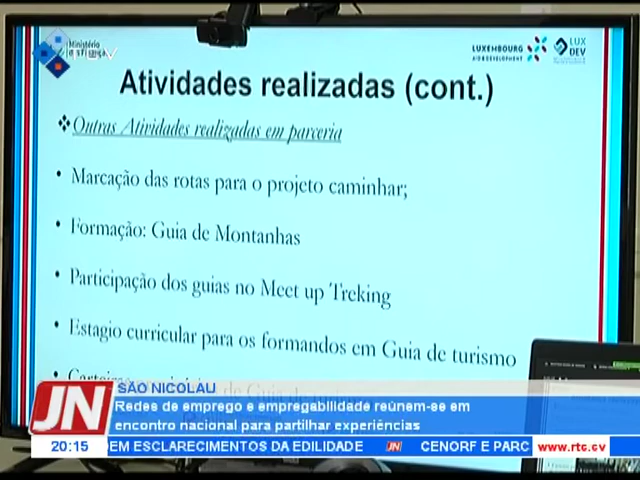 Ministério
LUXEMBOURG
AID & DEVELOPMENT
LUX
DEV
Atividades realizadas (cont.)
Outras Atividades realizadas em parceria
• Marcação das rotas para o projeto caminhar;
• Formação: Guia de Montanhas
• Participação dos guias no Meet up Treking
• Estagio curricular para os formandos em Guia de turismo
JN
SÃO NICOLAU
Redes de emprego e empregabilidade reúnem-se em
encontro nacional para partilhar experiências
20:15
EM ESCLARECIMENTOS DA EDILIDADE JN CENORF E PARC
www.rtc.cv